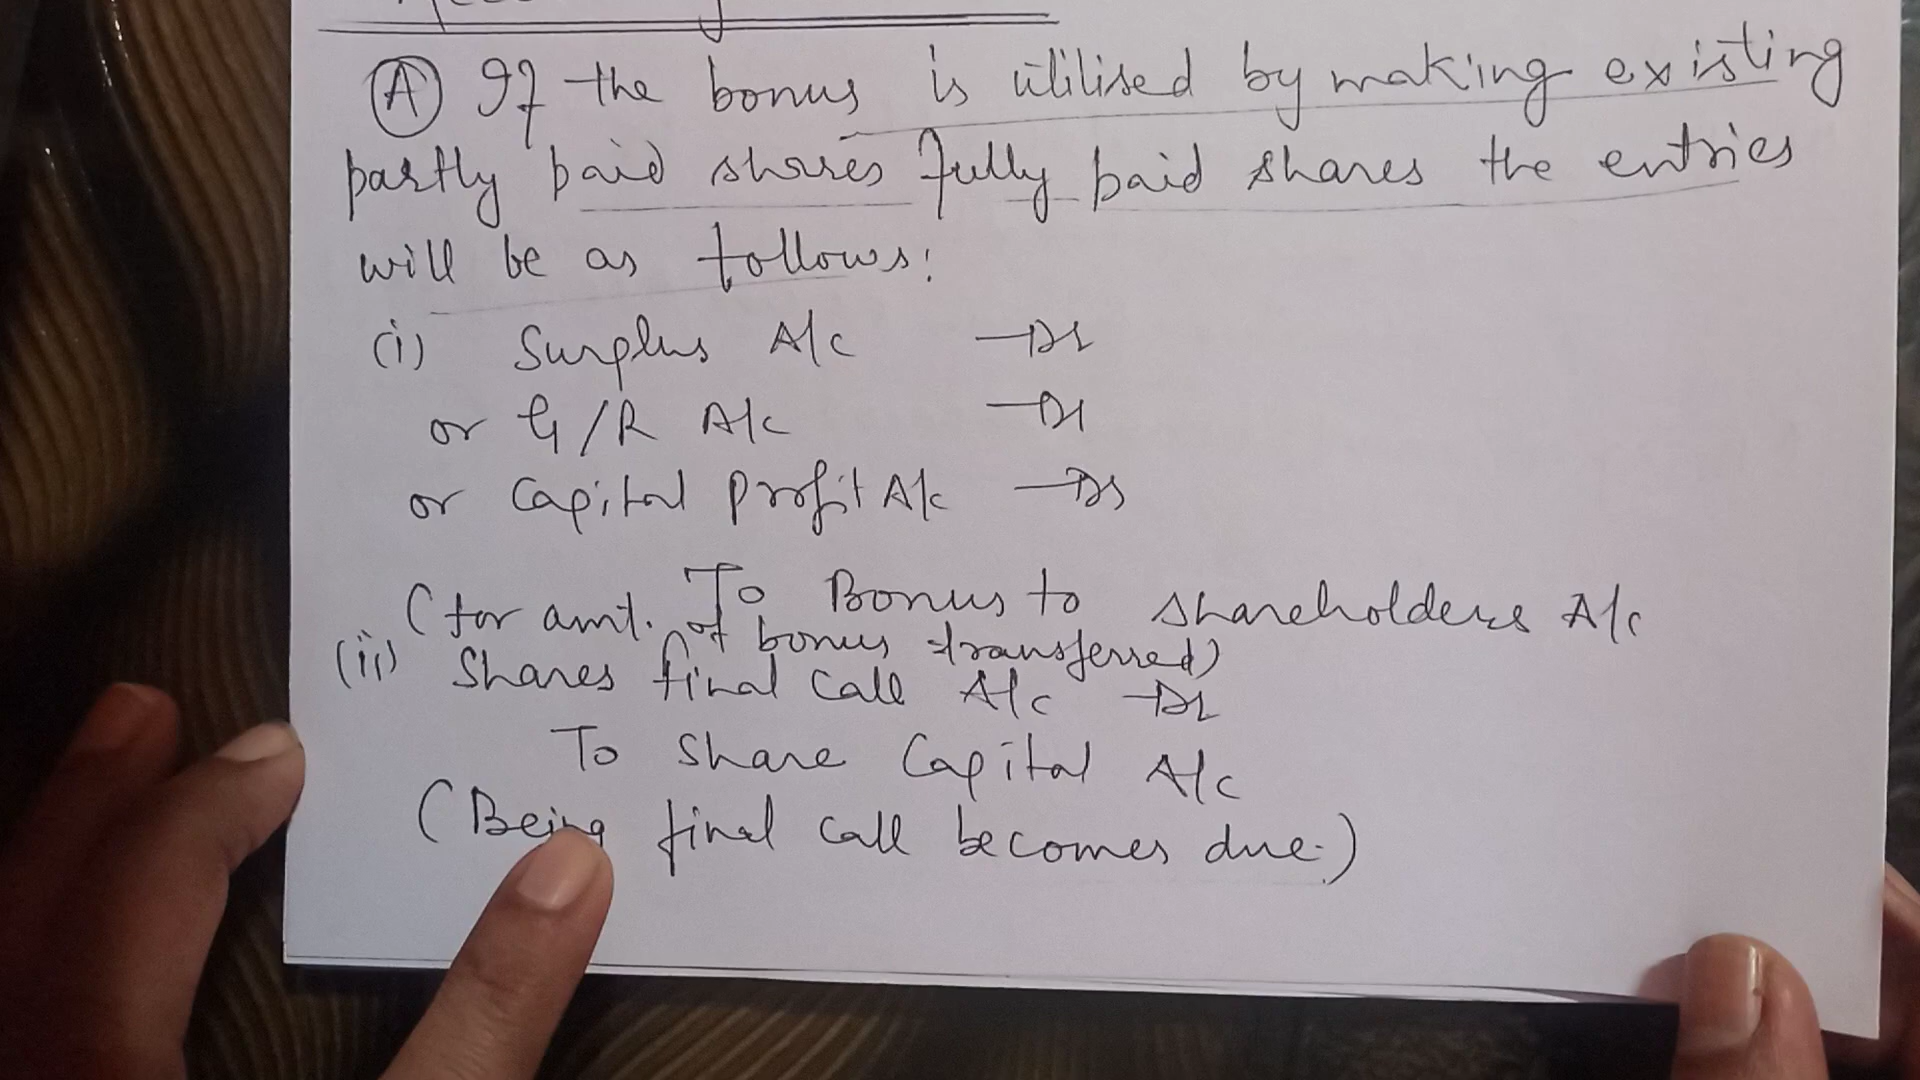 (A) If the bonus is utilised by making existing
partly paid shares fully paid shares the entries
will be as follows:
(i) Surplus A/c —Dr
or G/R A/c —Dr
or Capital Profit A/c —Dr
To Bonus to shareholders A/c
(for amt. of bonus transferred)
(ii) Shares final call A/c —Dr
To Share Capital A/c
(Being final call becomes due.)